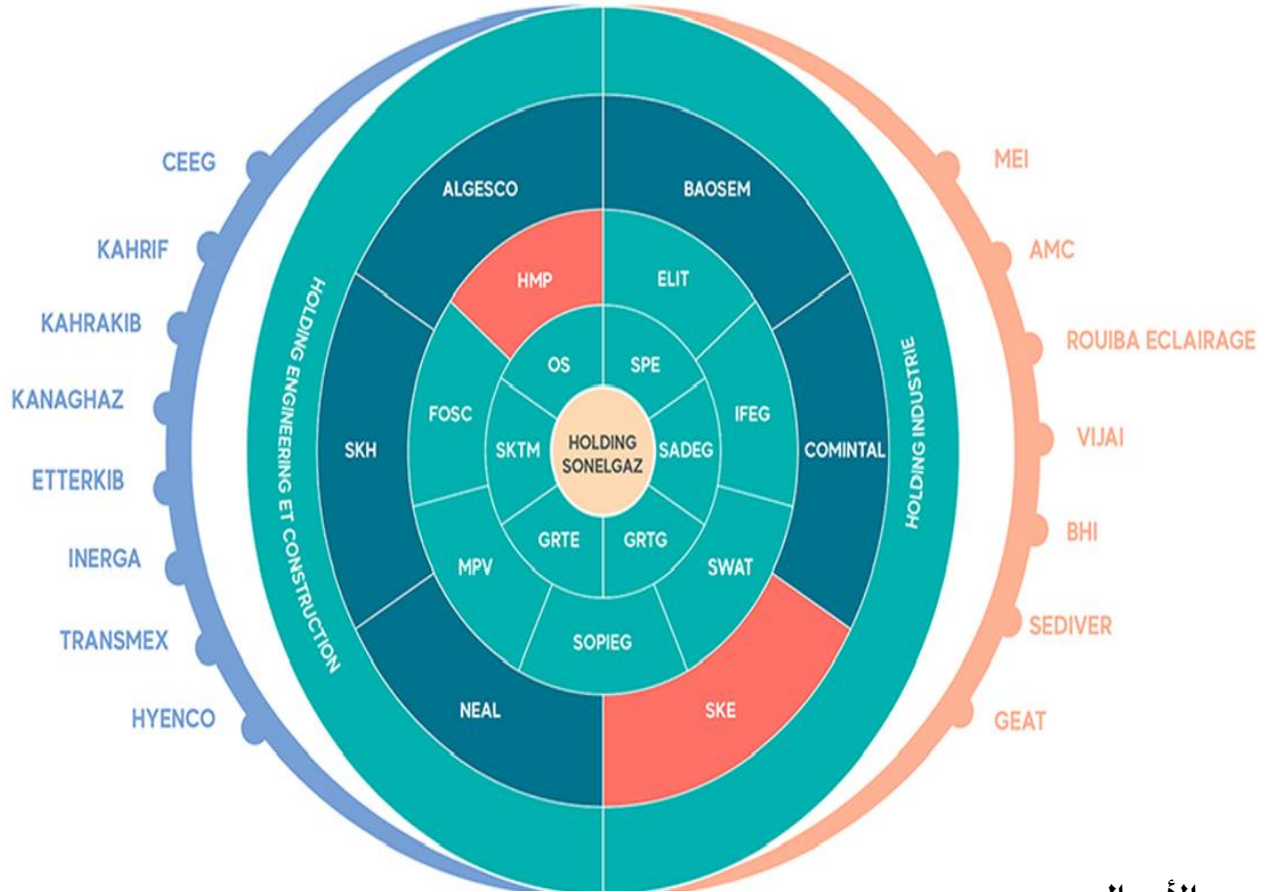 CEEG
KAHRIF
KAHRAKIB
KANAGHAZ
ETTERKIB
INERGA
TRANSMEX
HYENCO
HOLDING ENGINEERING ET CONSTRUCTION
ALGESCO
BAOSEM
SKH
COMINTAL
NEAL
SKE
HMP
ELIT
FOSC
IFEG
MPV
SWAT
SOPIEG
OS
SPE
SKTM
SADEG
GRTE
GRTG
HOLDING
SONELGAZ
HOLDING INDUSTRIE
MEI
AMC
ROUIBA ECLAIRAGE
VIJAI
BHI
SEDIVER
GEAT